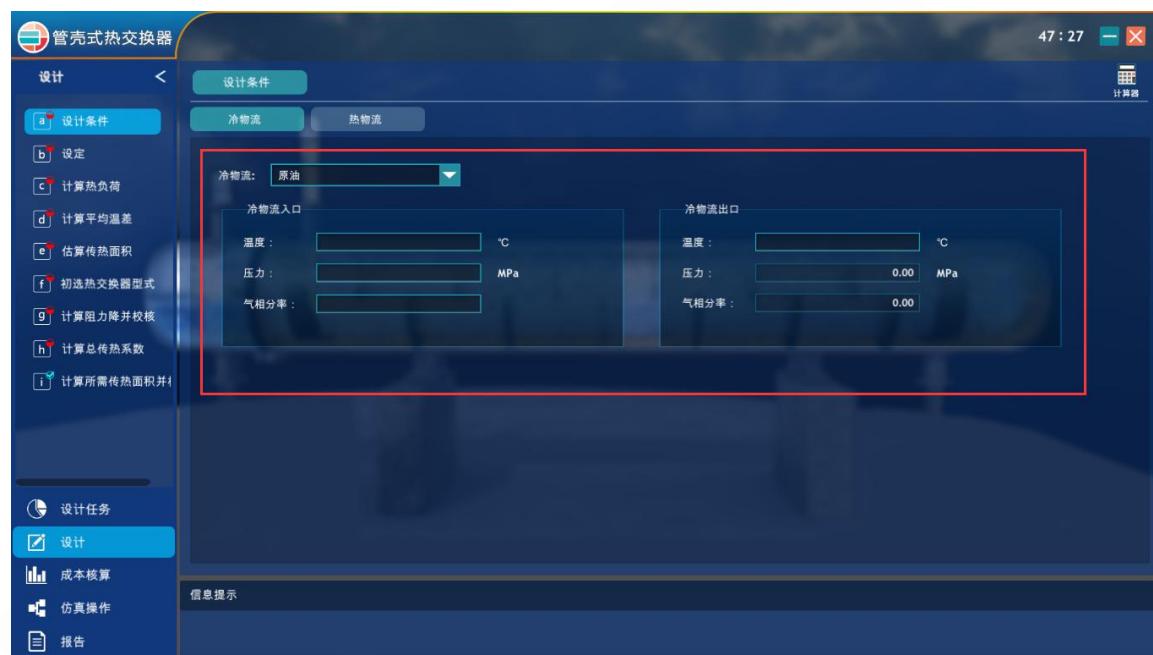 管壳式热交换器
47:27
设计 <
设计条件
计算器
冷物流 热物流
a 设计条件
b 设定
c 计算热负荷
d 计算平均温差
e 估算传热面积
f 初选热交换器型式
g 计算阻力降并校核
h 计算总传热系数
i 计算所需传热面积并
冷物流: 原油
冷物流入口
温度: ℃
压力: MPa
气相分率:
冷物流出口
温度: ℃
压力: 0.00 MPa
气相分率: 0.00
设计任务
设计
成本核算
仿真操作
报告
信息提示